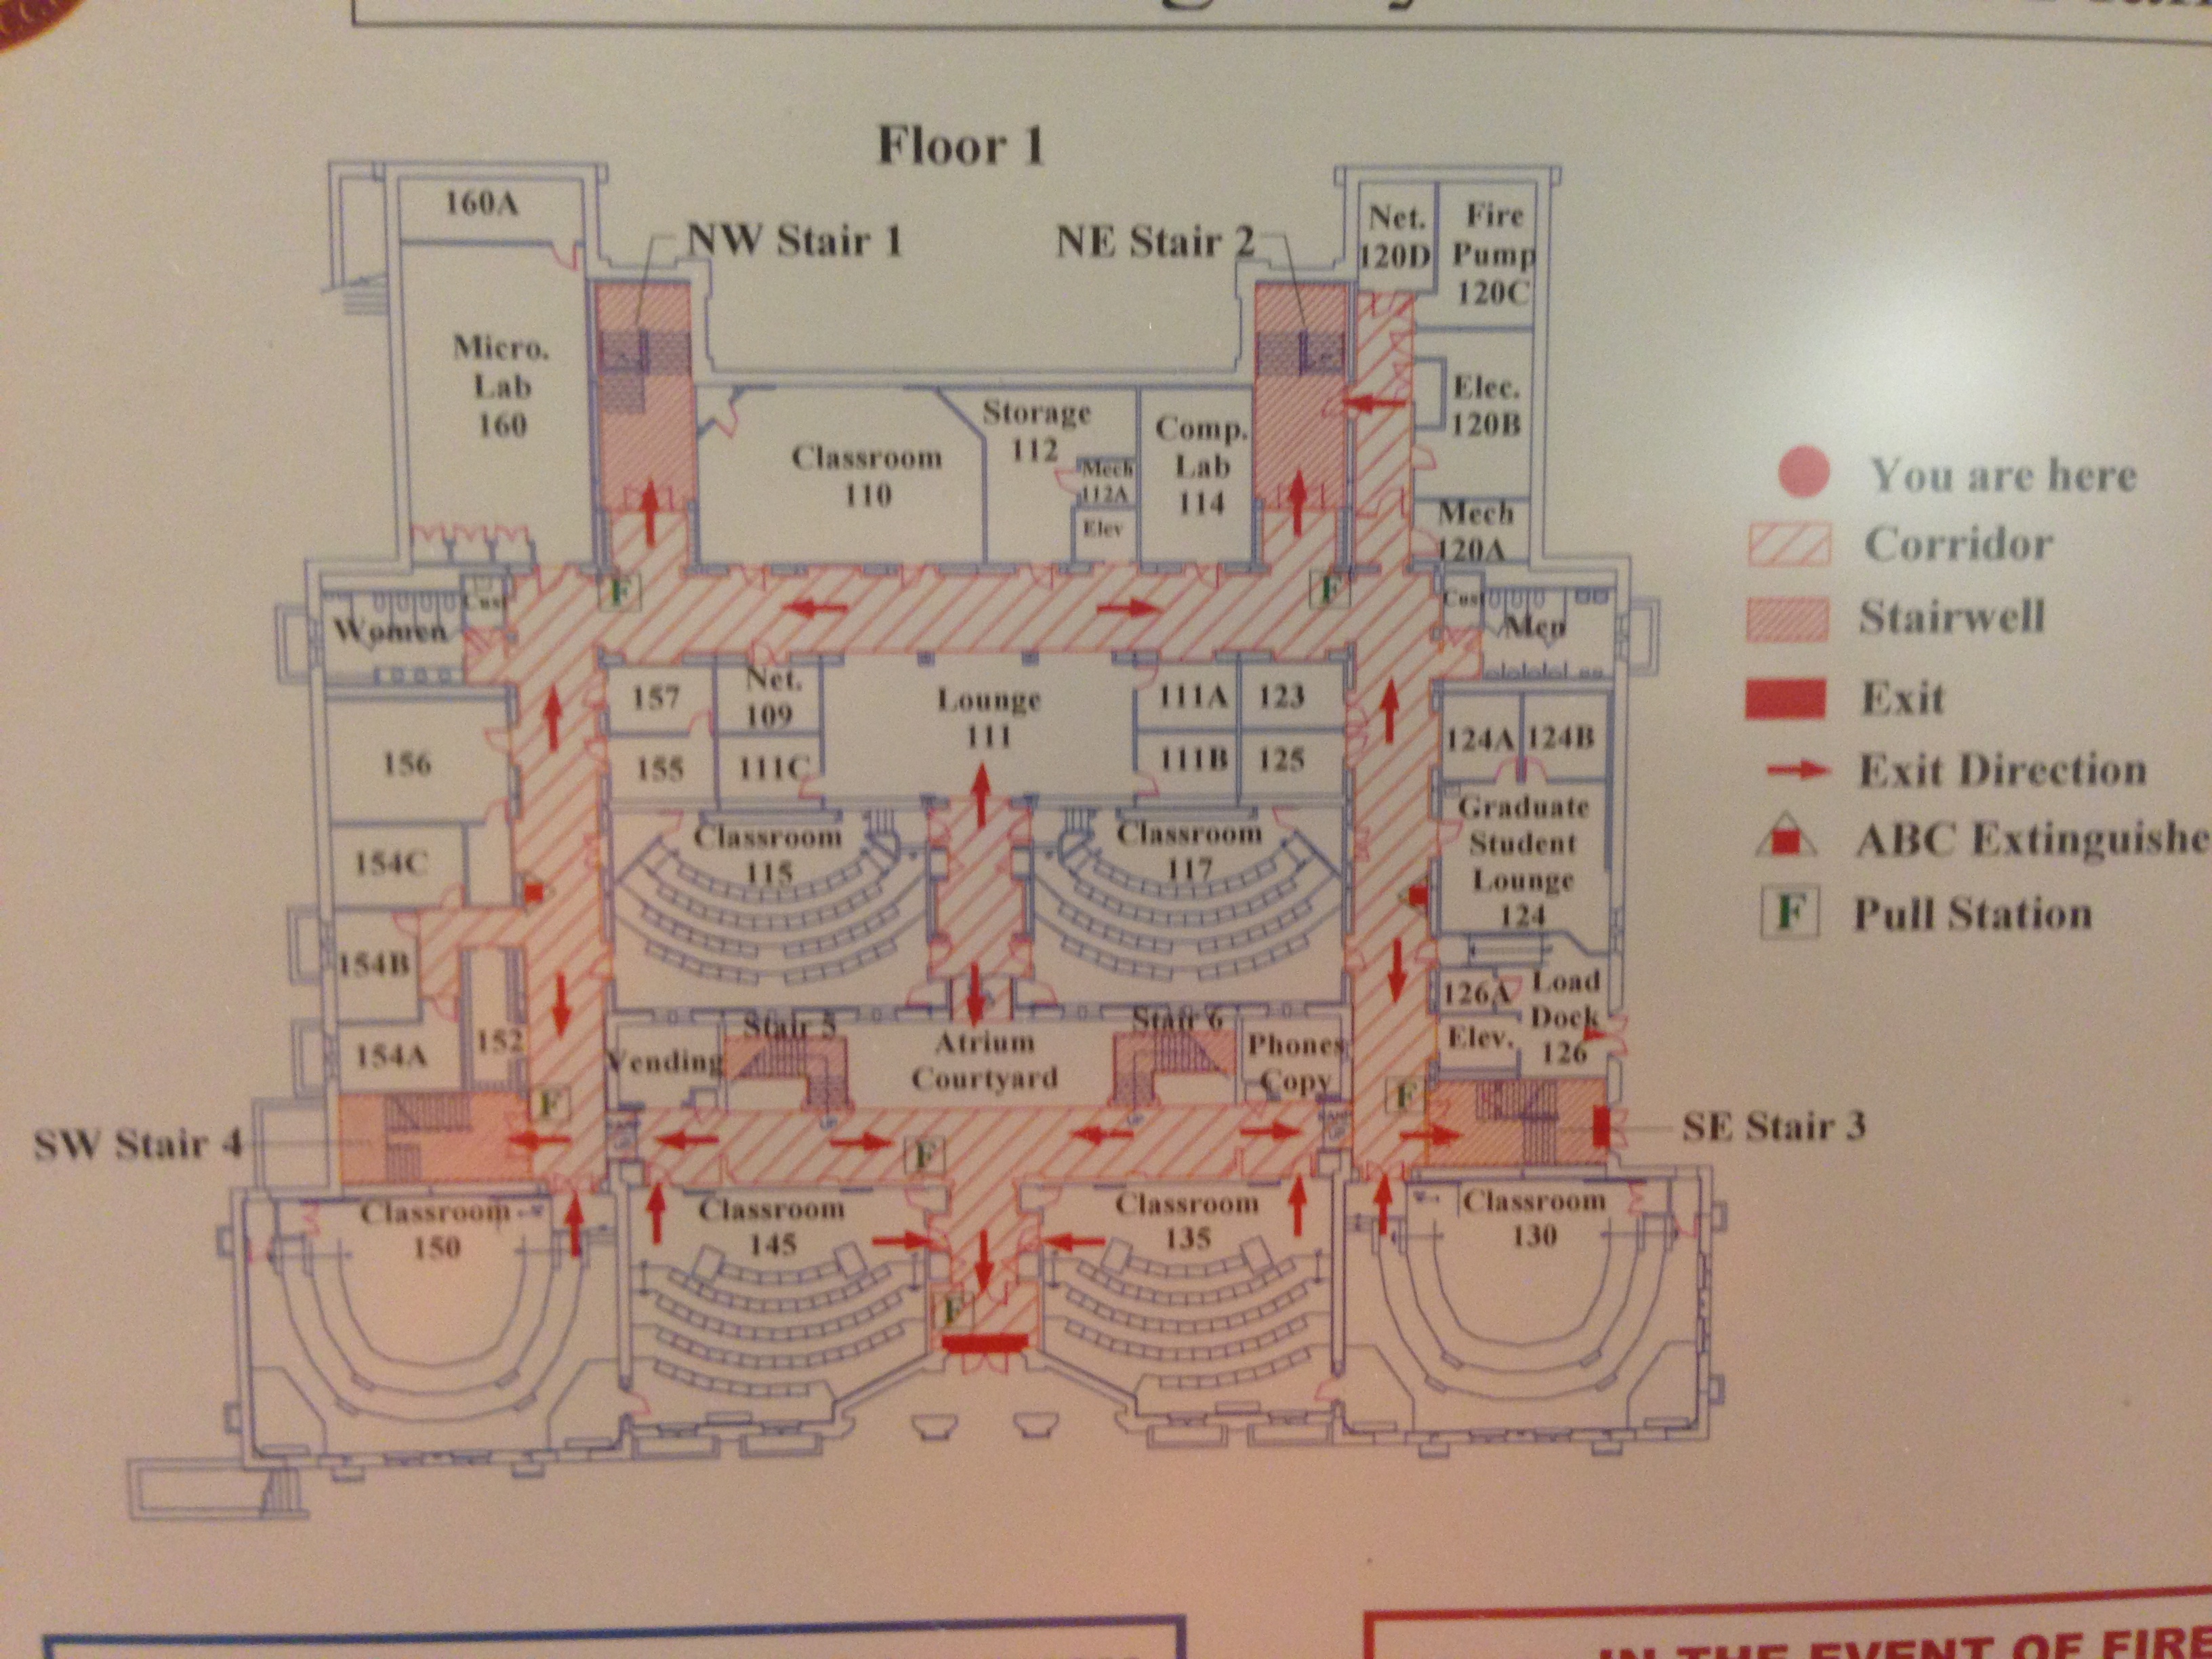 Floor 1
160A
NW Stair 1
NE Stair 2
Net.
120D
Fire
Pump
120C
Micro.
Lab
160
Classroom
110
Storage
112
Mech
112A
Elev
Comp.
Lab
114
Elec.
120B
Mech
120A
F
F
Women
Cus
Cus
Men
157
Net.
109
Lounge
111
111A
123
156
155
111C
111B
125
124A
124B
154C
Classroom
115
Classroom
117
Graduate
Student
Lounge
124
154B
154A
152
Vending
Stair 5
Atrium
Courtyard
Stair 6
Phones
Copy
126A
Elev.
Load
Dock
126
F
F
SW Stair 4
F
SE Stair 3
Classroom
150
Classroom
145
Classroom
135
Classroom
130
F
You are here
Corridor
Stairwell
Exit
Exit Direction
ABC Extinguishe
F Pull Station
IN THE EVENT OF FIRE